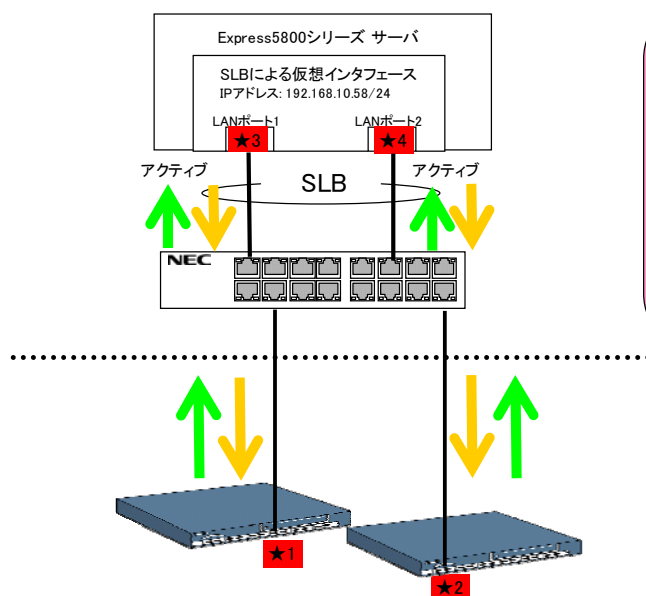 Express5800シリーズ サーバ
SLBによる仮想インタフェース
IPアドレス: 192.168.10.58/24
LANポート1
LANポート2
★3
★4
アクティブ
アクティブ
SLB
NEC
★1
★2